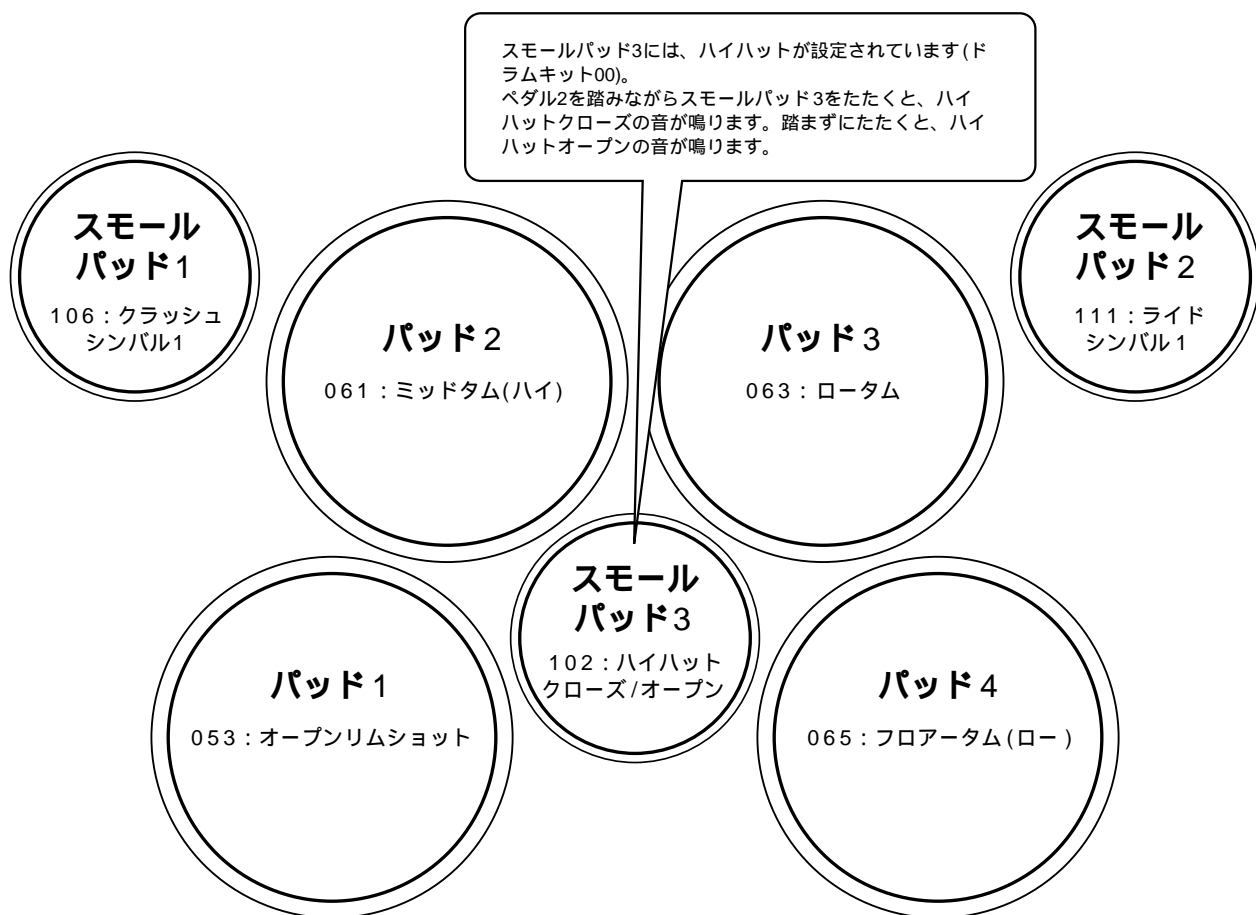 スモールパッド3には、ハイハットが設定されています(ド
ラムキット00)。
ペダル2を踏みながらスモールパッド3をたたくと、ハイ
ハットクローズの音が鳴ります。踏まずにたたくと、ハイ
ハットオープンの音が鳴ります。
スモール
パッド1
106：クラッシュ
シンバル1
スモール
パッド2
111：ライド
シンバル1
パッド2
061：ミッドタム(ハイ)
パッド3
063：ロータム
スモール
パッド3
102：ハイハット
クローズ/オープン
パッド1
053：オープンリムショット
パッド4
065：フロアータム(ロー)